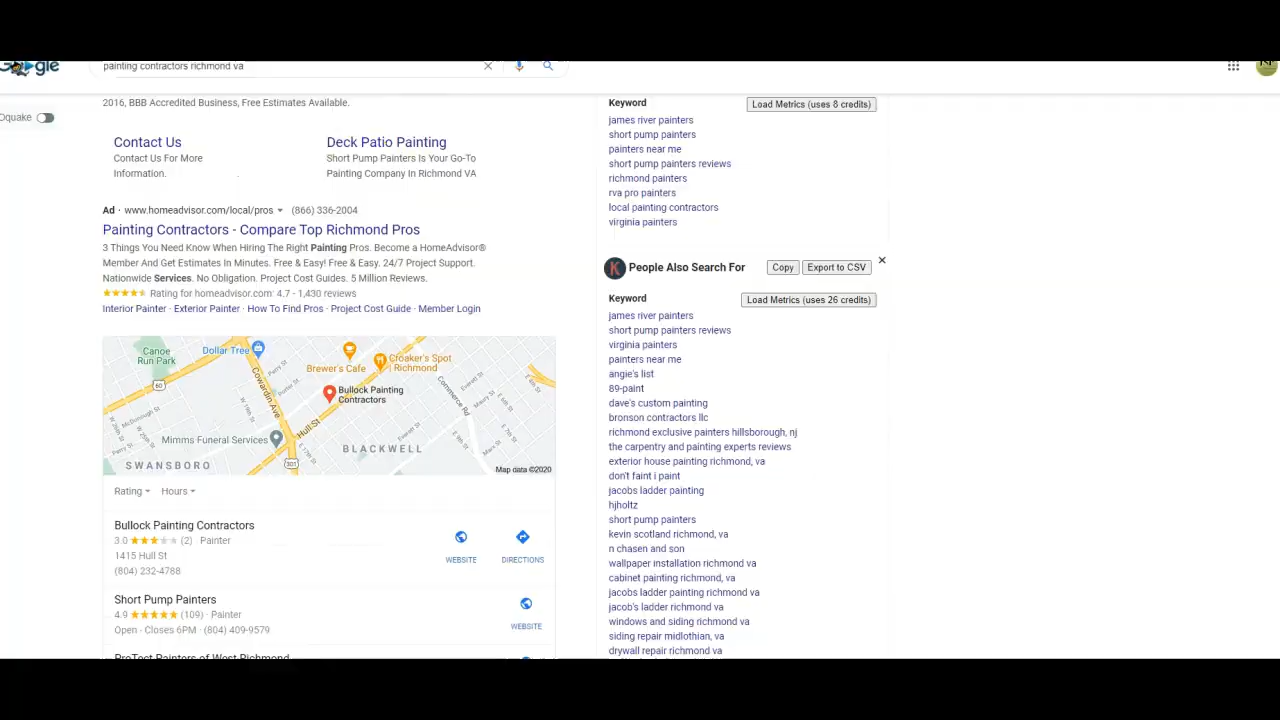 painting contractors richmond va
Oquake
2016, BBB Accredited Business, Free Estimates Available.
Contact Us
Contact Us For More
Information.
Deck Patio Painting
Short Pump Painters Is Your Go-To
Painting Company In Richmond VA
Ad · www.homeadvisor.com/local/pros (866) 336-2004
Painting Contractors - Compare Top Richmond Pros
3 Things You Need Know When Hiring The Right Painting Pros. Become a HomeAdvisor®
Member And Get Estimates In Minutes. Free & Easy! Free & Easy. 24/7 Project Support.
Nationwide Services. No Obligation. Project Cost Guides. 5 Million Reviews.
Rating for homeadvisor.com: 4.7 - 1,430 reviews
Interior Painter · Exterior Painter · How To Find Pros · Project Cost Guide · Member Login
Canoe
Run Park
Dollar Tree
Brewer's Cafe
Croaker's Spot
Richmond
Bullock Painting
Contractors
Cowardin Ave
Hull St
Commerce Rd
Mimms Funeral Services
BLACKWELL
SWANSBORO
60
301
Map data ©2020
Rating
Hours
Bullock Painting Contractors
3.0 (2) · Painter
1415 Hull St
(804) 232-4788
WEBSITE
DIRECTIONS
Short Pump Painters
4.9 (109) · Painter
Open · Closes 6PM · (804) 409-9579
WEBSITE
ProTect Painters of West Richmond
Keyword
Load Metrics (uses 8 credits)
james river painters
short pump painters
painters near me
short pump painters reviews
richmond painters
rva pro painters
local painting contractors
virginia painters
K People Also Search For
Copy
Export to CSV
Keyword
Load Metrics (uses 26 credits)
james river painters
short pump painters reviews
virginia painters
painters near me
angie's list
89-paint
dave's custom painting
bronson contractors llc
richmond exclusive painters hillsborough, nj
the carpentry and painting experts reviews
exterior house painting richmond, va
don't faint i paint
jacobs ladder painting
hjholtz
short pump painters
kevin scotland richmond, va
n chasen and son
wallpaper installation richmond va
cabinet painting richmond, va
jacobs ladder painting richmond va
jacob's ladder richmond va
windows and siding richmond va
siding repair midlothian, va
drywall repair richmond va